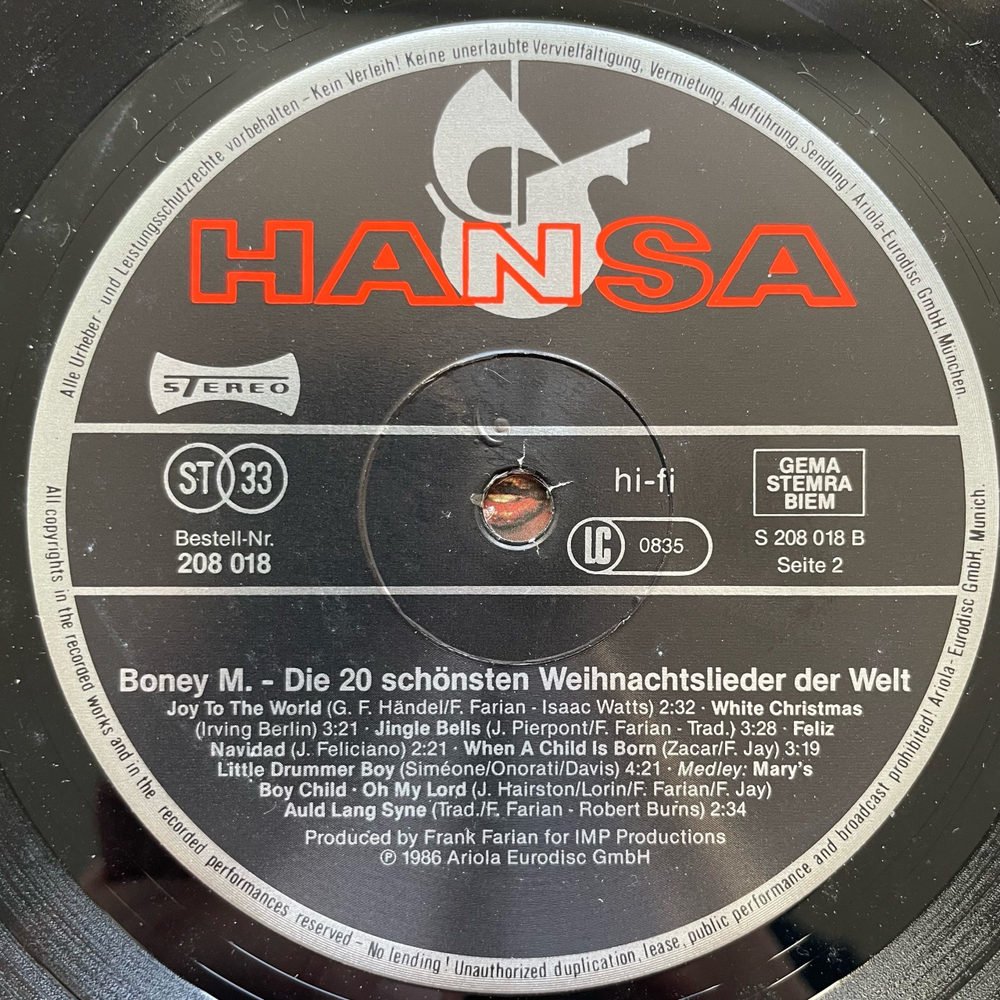 Alle Urheber- und Leistungsschutzrechte vorbehalten - Kein Verleih! Keine unerlaubte Vervielfältigung, Vermietung, Aufführung, Sendung! Ariola-Eurodisc GmbH, München.
HANSA
STEREO
ST 33
hi-fi
GEMA
STEMRA
BIEM
Bestell-Nr.
208 018
LC 0835
S 208 018 B
Seite 2
Boney M. - Die 20 schönsten Weihnachtslieder der Welt
Joy To The World (G. F. Händel/F. Farian - Isaac Watts) 2:32 · White Christmas
(Irving Berlin) 3:21 · Jingle Bells (J. Pierpont/F. Farian - Trad.) 3:28 · Feliz
Navidad (J. Feliciano) 2:21 · When A Child Is Born (Zacar/F. Jay) 3:19
Little Drummer Boy (Siméone/Onorati/Davis) 4:21 · Medley: Mary's
Boy Child · Oh My Lord (J. Hairston/Lorin/F. Farian/F. Jay)
Auld Lang Syne (Trad./F. Farian - Robert Burns) 2:34
Produced by Frank Farian for IMP Productions
℗ 1986 Ariola Eurodisc GmbH
All copyrights in the recorded works and in the recorded performances reserved - No lending! Unauthorized duplication, lease, public performance and broadcast prohibited! Ariola - Eurodisc GmbH, Munich.